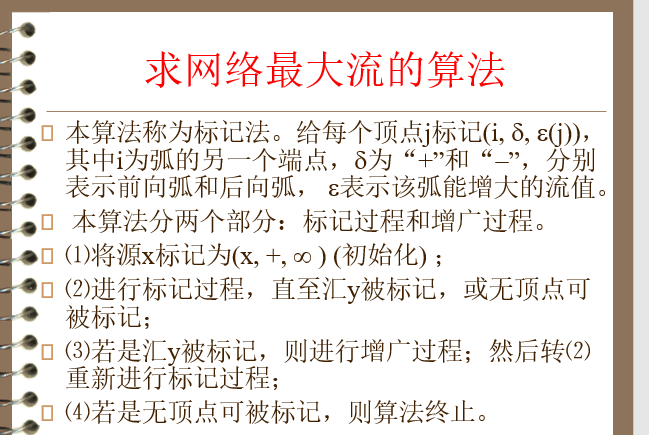 求网络最大流的算法
本算法称为标记法。给每个顶点j标记(i, δ, ε(j))，
其中i为弧的另一个端点，δ为“+”和“−”，分别
表示前向弧和后向弧， ε表示该弧能增大的流值。
本算法分两个部分：标记过程和增广过程。
⑴将源x标记为(x, +, ∞ ) (初始化) ；
⑵进行标记过程，直至汇y被标记，或无顶点可
被标记；
⑶若是汇y被标记，则进行增广过程；然后转⑵
重新进行标记过程；
⑷若是无顶点可被标记，则算法终止。